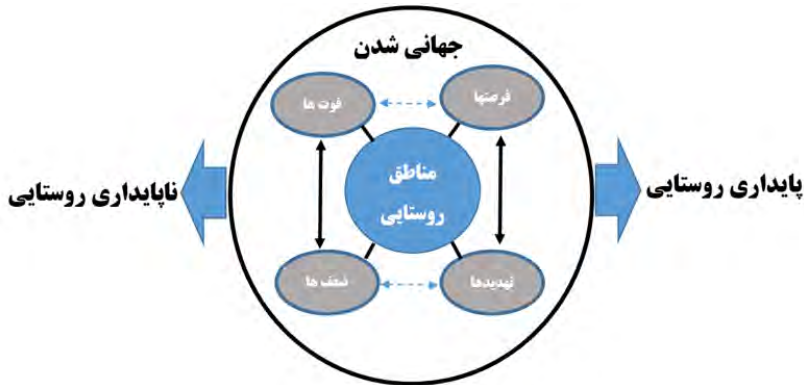 جهانی شدن
فرصتها
قوت ها
مناطق
روستایی
پایداری روستایی
ناپایداری روستایی
تهدیدها
ضعف ها